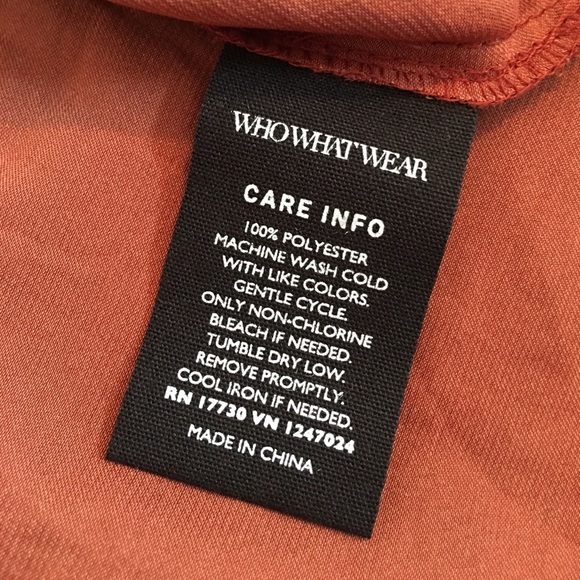 WHO WHAT WEAR
CARE INFO
100% POLYESTER
MACHINE WASH COLD
WITH LIKE COLORS.
GENTLE CYCLE.
ONLY NON-CHLORINE
BLEACH IF NEEDED.
TUMBLE DRY LOW.
REMOVE PROMPTLY.
COOL IRON IF NEEDED.
RN 17730 VN 1247024
MADE IN CHINA